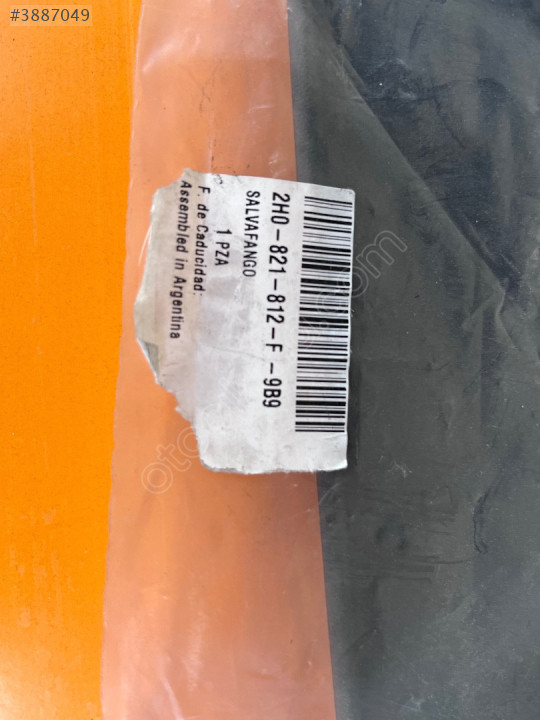 #3887049
2H0-821-812-F -9B9
SALVAFANGO
1 PZA
F. de Caducidad:
Assembled in Argentina